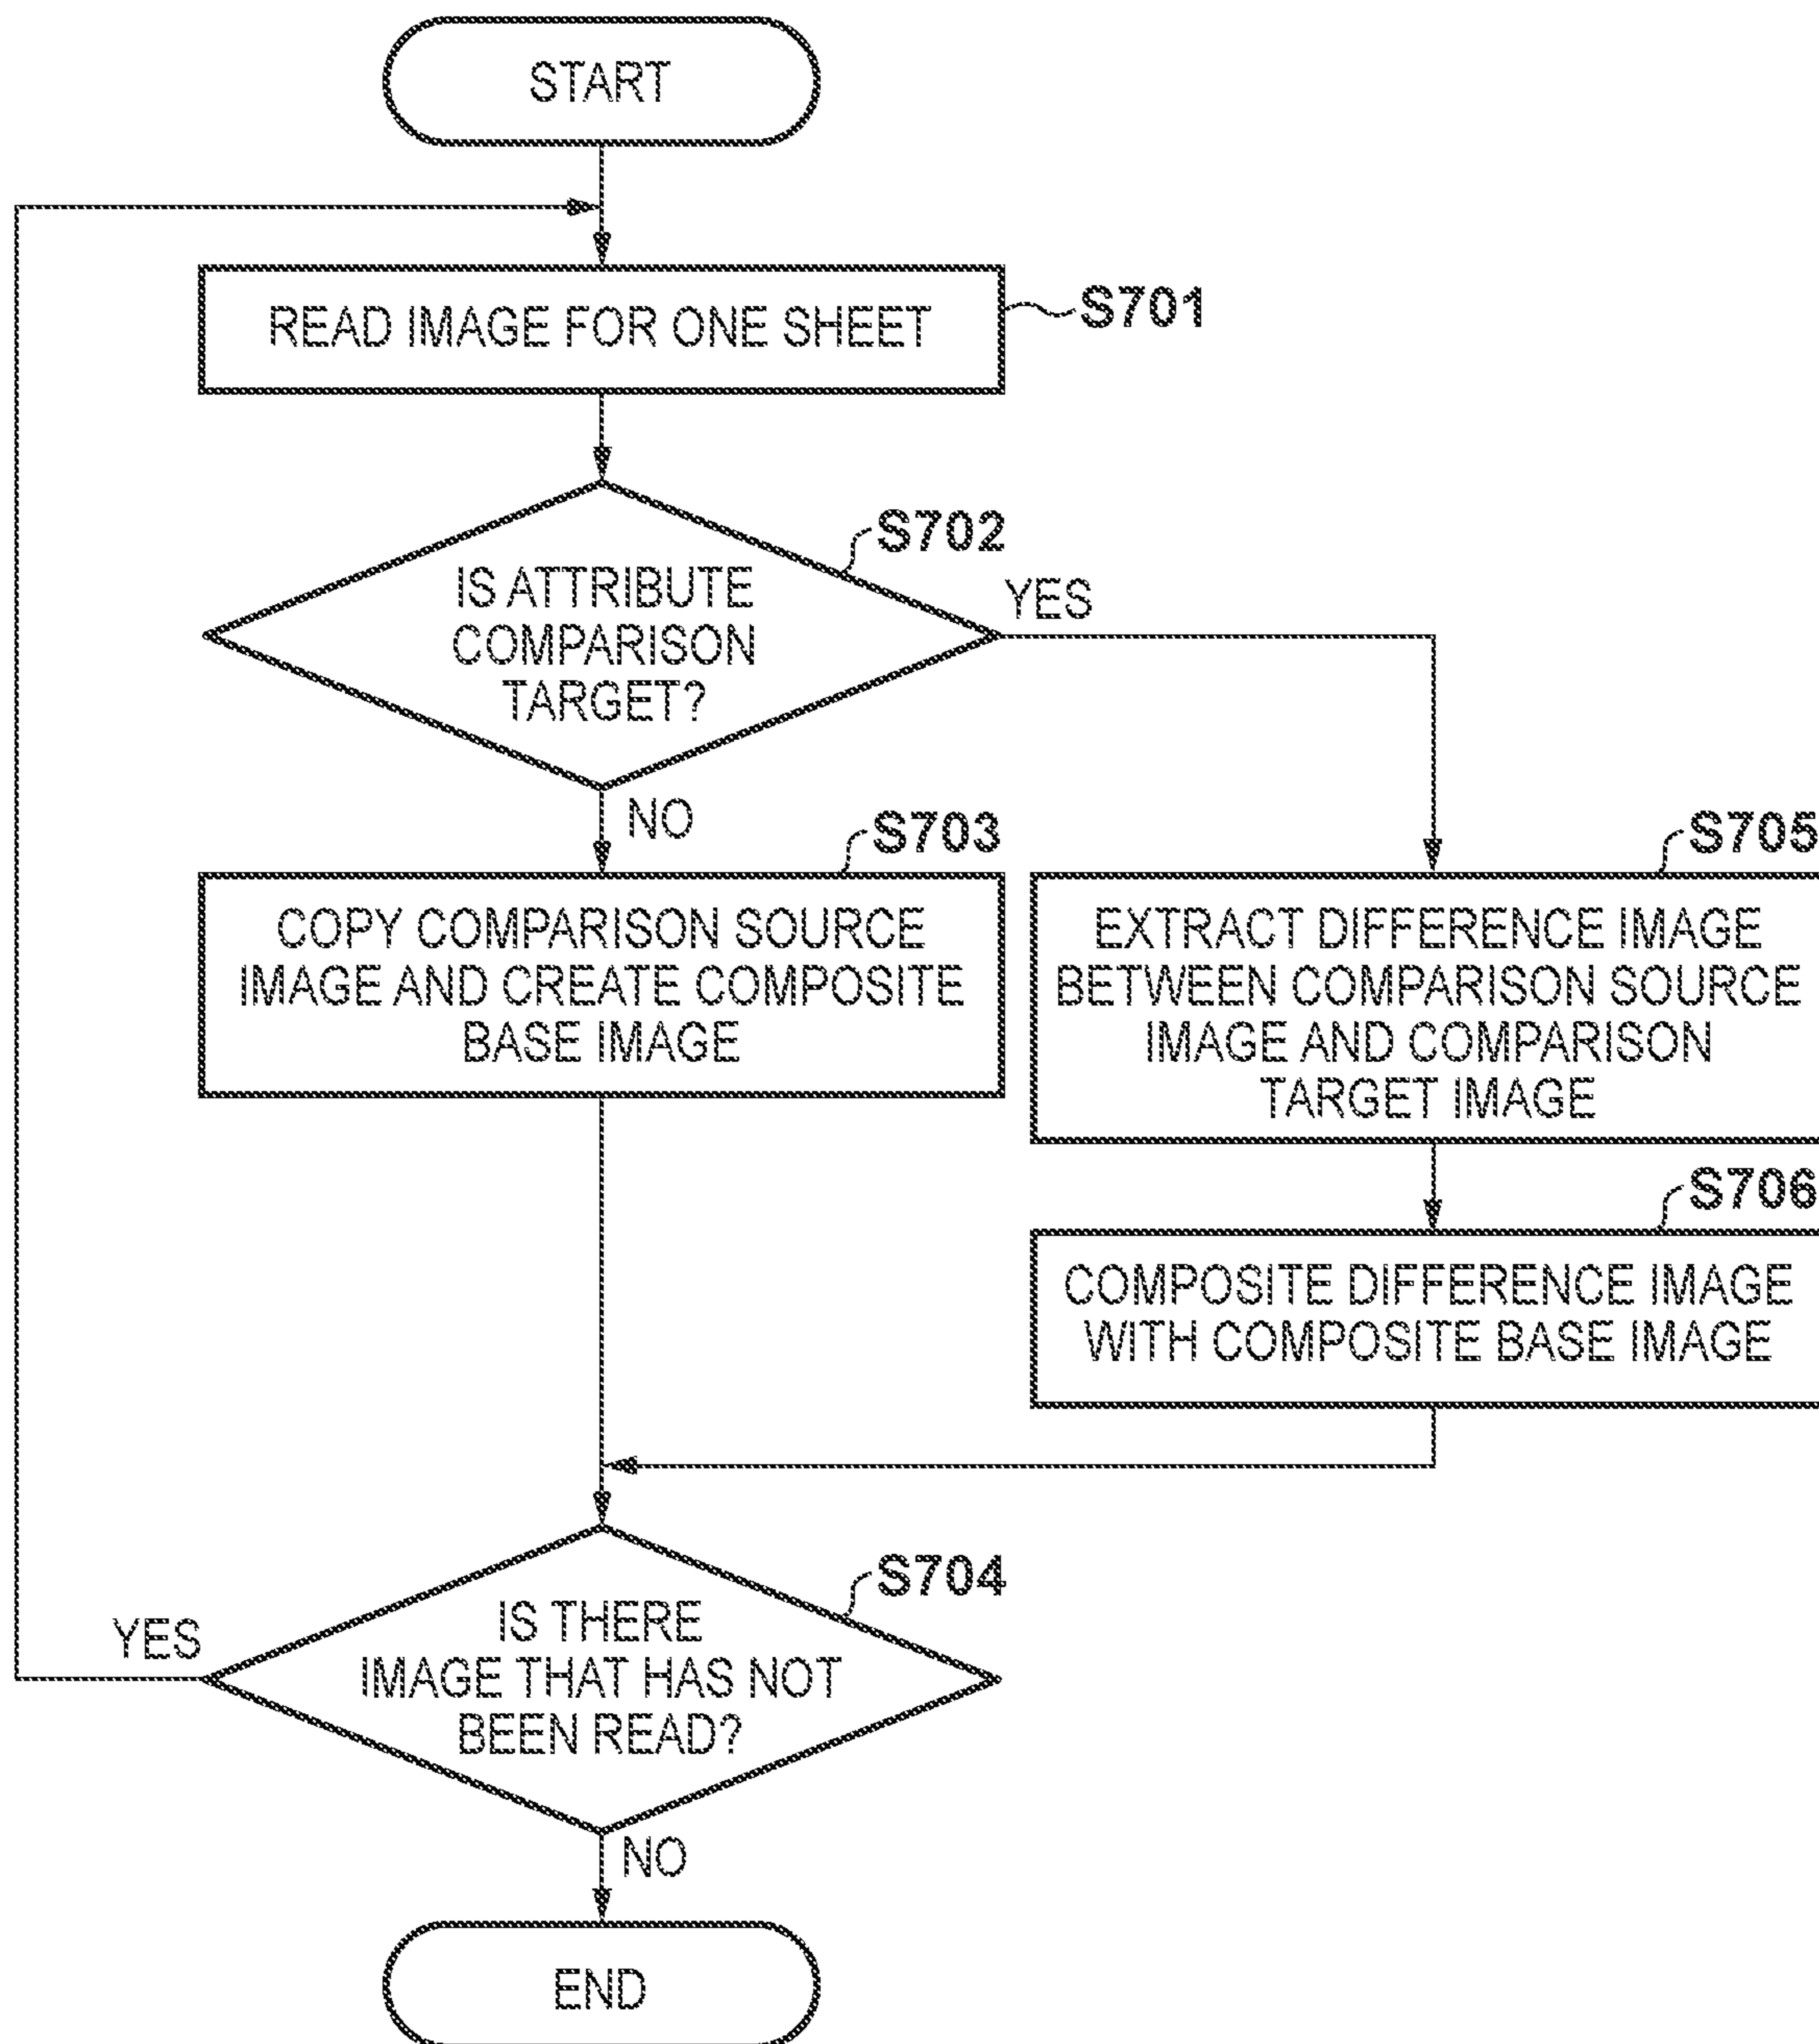 START
READ IMAGE FOR ONE SHEET
S701
S702
IS ATTRIBUTE
COMPARISON
TARGET?
YES
NO
S703
COPY COMPARISON SOURCE
IMAGE AND CREATE COMPOSITE
BASE IMAGE
S705
EXTRACT DIFFERENCE IMAGE
BETWEEN COMPARISON SOURCE
IMAGE AND COMPARISON
TARGET IMAGE
S706
COMPOSITE DIFFERENCE IMAGE
WITH COMPOSITE BASE IMAGE
S704
IS THERE
IMAGE THAT HAS NOT
BEEN READ?
YES
NO
END